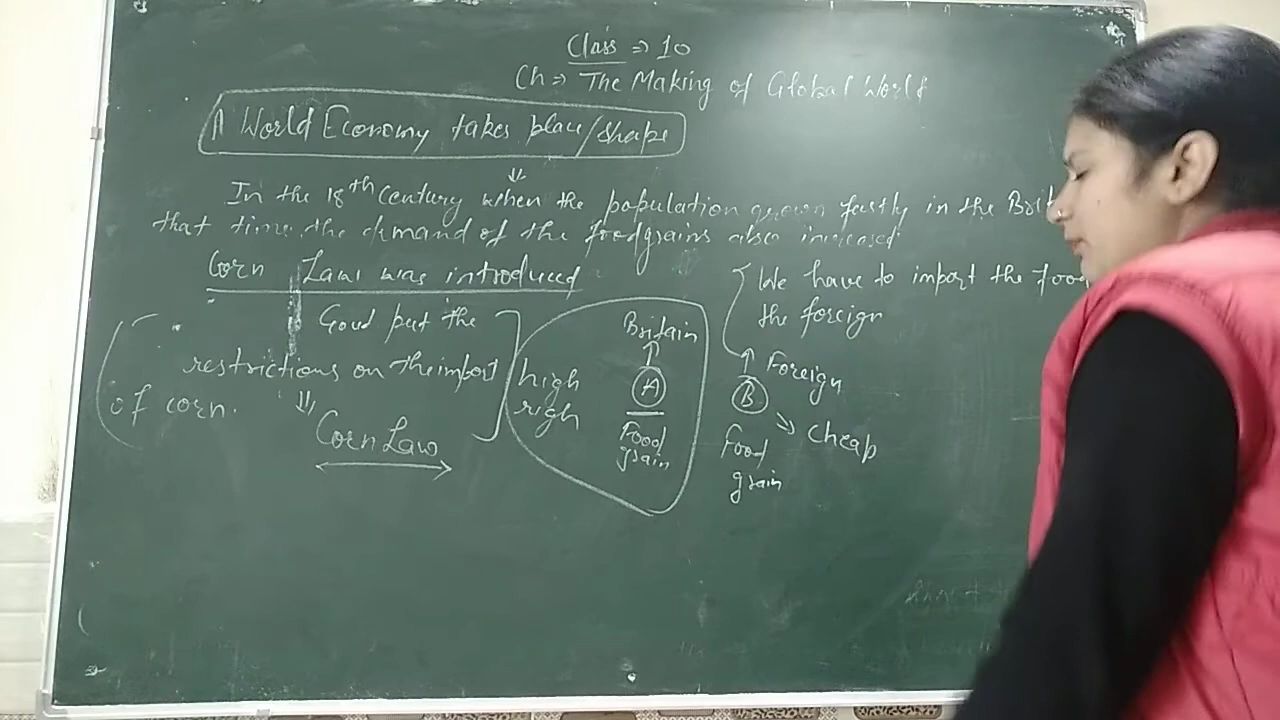 Class => 10
Ch => The Making of Global World
A World Economy takes place/shape
In the 18th Century when the population grown fastly in the Brit
that time, the demand of the foodgrains also increased
Corn Law was introduced
We have to import the food
the foreign
Govt put the
restrictions on the import
of corn.
Corn Law
high
high
Britain
A
Food
grain
Foreign
B
Cheap
Food
grain